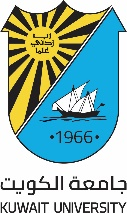 رب
زدني
علما
• 1966 •
جامعة الكويت
KUWAIT UNIVERSITY